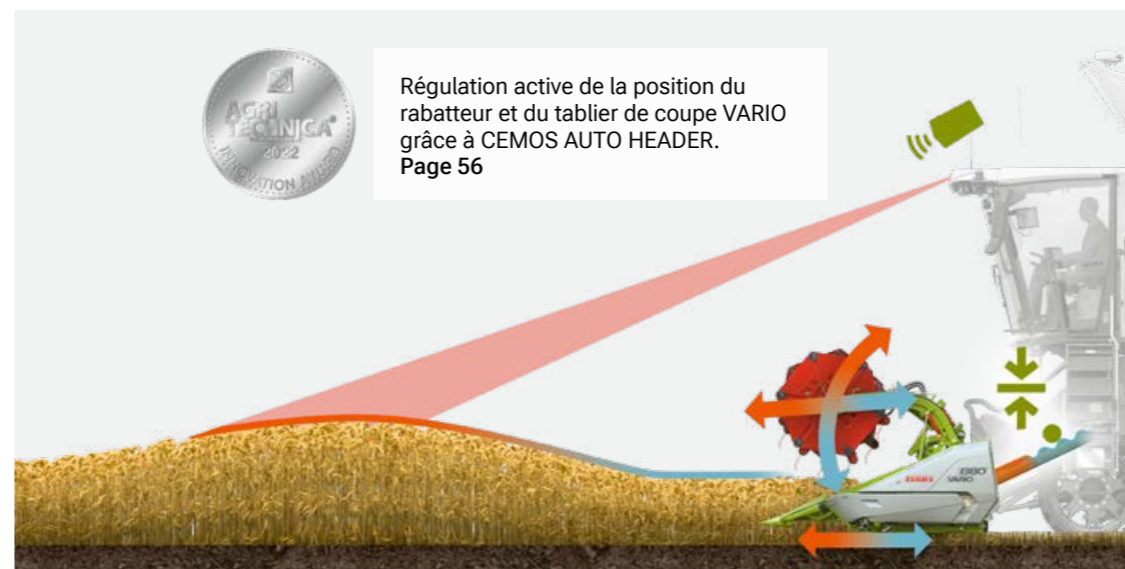 AGRI
TECHNICA
2022
INNOVATION AWARD
Régulation active de la position du
rabatteur et du tablier de coupe VARIO
grâce à CEMOS AUTO HEADER.
Page 56
CLAAS
1380
VARIO